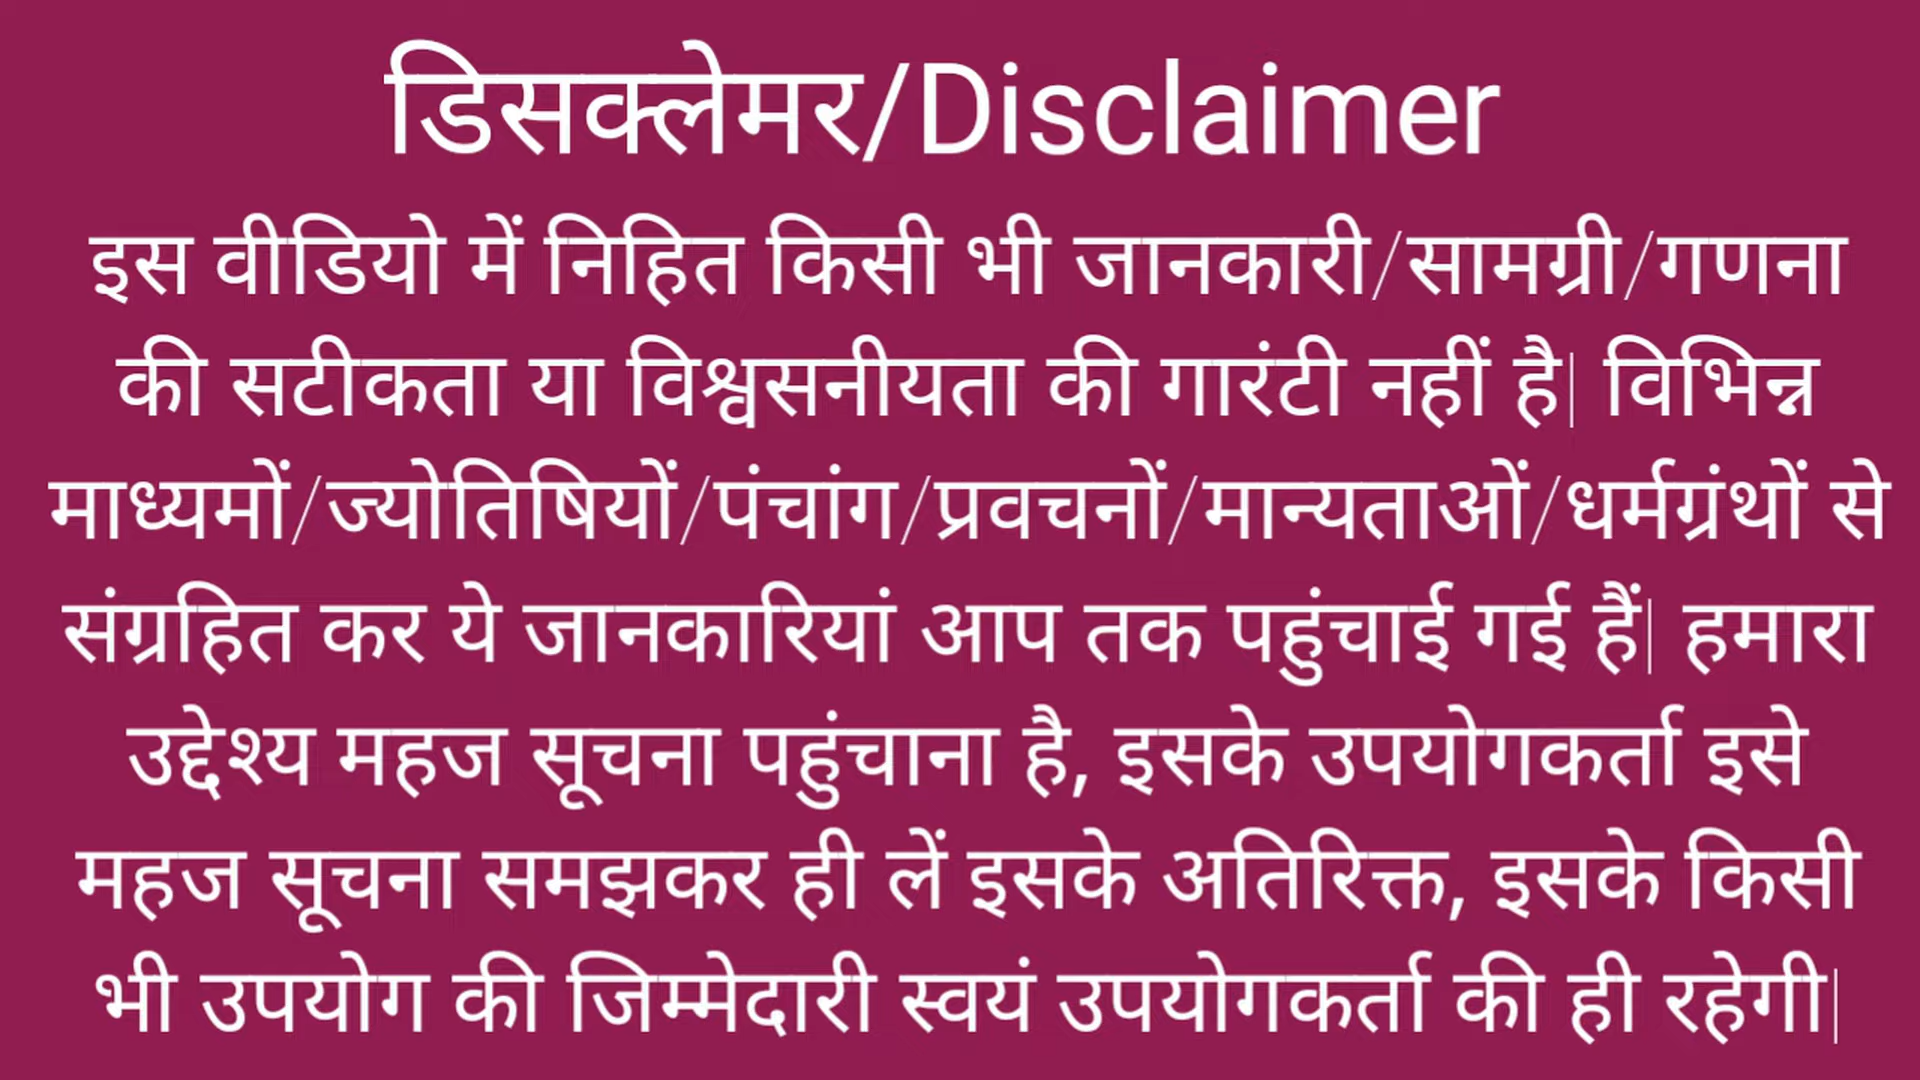 डिसक्लेमर/Disclaimer
इस वीडियो में निहित किसी भी जानकारी/सामग्री/गणना
की सटीकता या विश्वसनीयता की गारंटी नहीं है| विभिन्न
माध्यमों/ज्योतिषियों/पंचांग/प्रवचनों/मान्यताओं/धर्मग्रंथों से
संग्रहित कर ये जानकारियां आप तक पहुंचाई गई हैं| हमारा
उद्देश्य महज सूचना पहुंचाना है, इसके उपयोगकर्ता इसे
महज सूचना समझकर ही लें इसके अतिरिक्त, इसके किसी
भी उपयोग की जिम्मेदारी स्वयं उपयोगकर्ता की ही रहेगी|